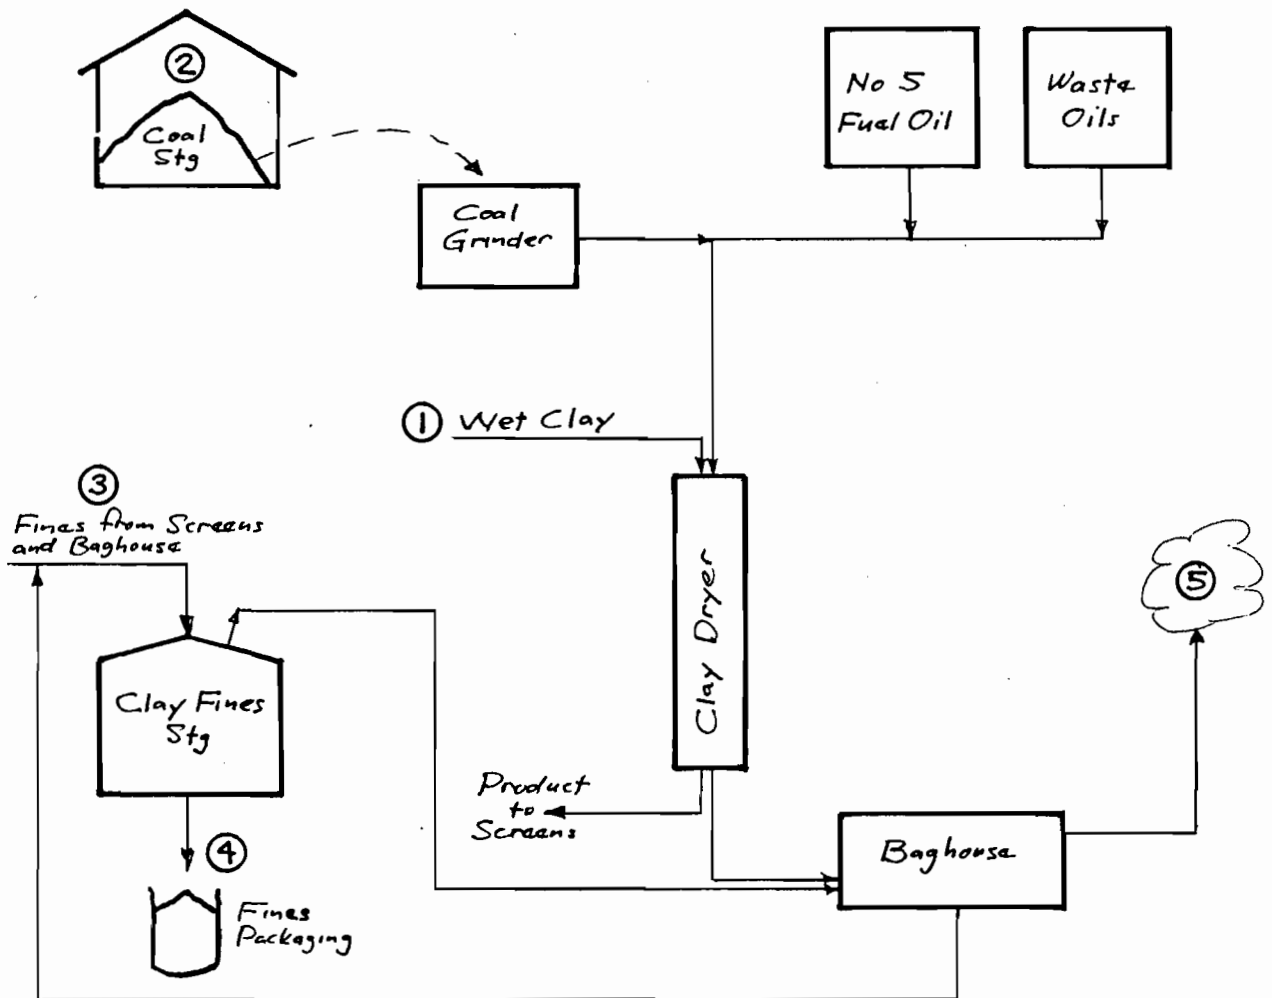 ②
Coal
Stg
No 5
Fuel Oil
Waste
Oils
Coal
Grinder
① Wet Clay
③
Fines from Screens
and Baghouse
Clay Dryer
⑤
Clay Fines
Stg
Product
to
Screens
Baghouse
④
Fines
Packaging